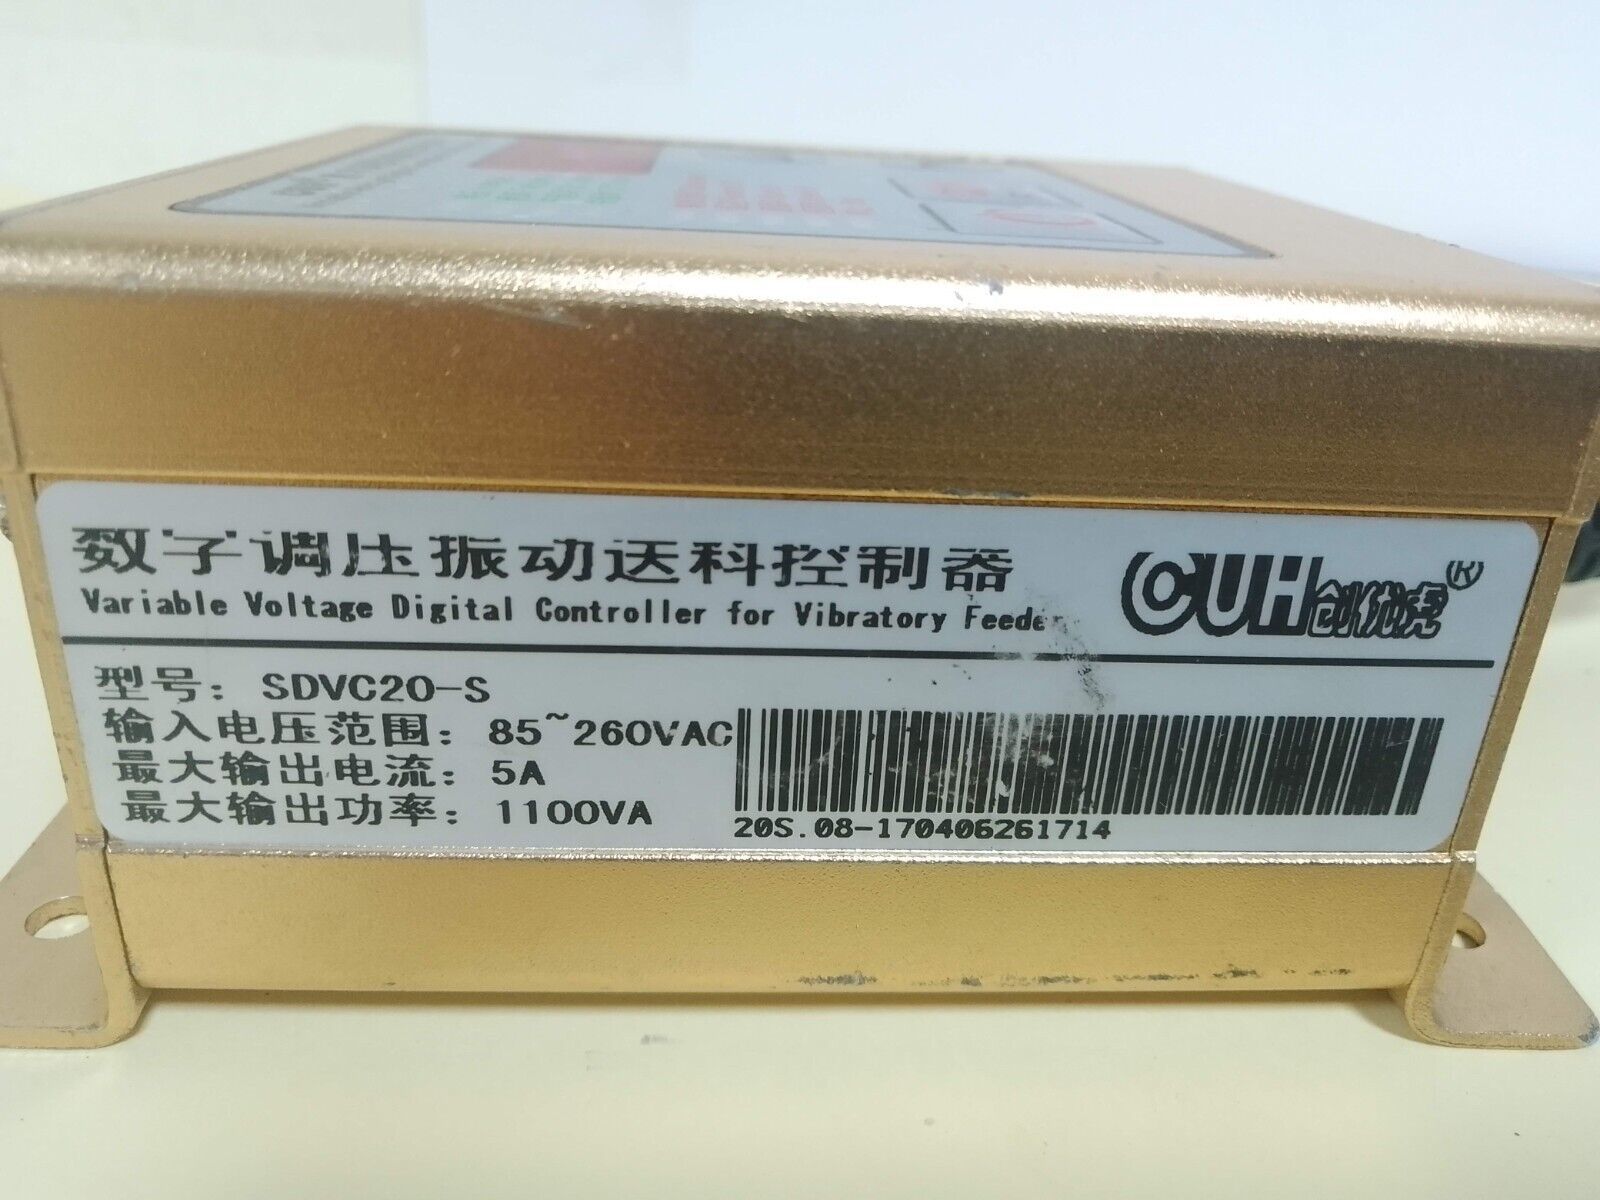 数字调压振动送料控制器
Variable Voltage Digital Controller for Vibratory Feeder
CUH创优虎®
型号: SDVC20-S
输入电压范围: 85~260VAC
最大输出电流: 5A
最大输出功率: 1100VA
20S.08-170406261714